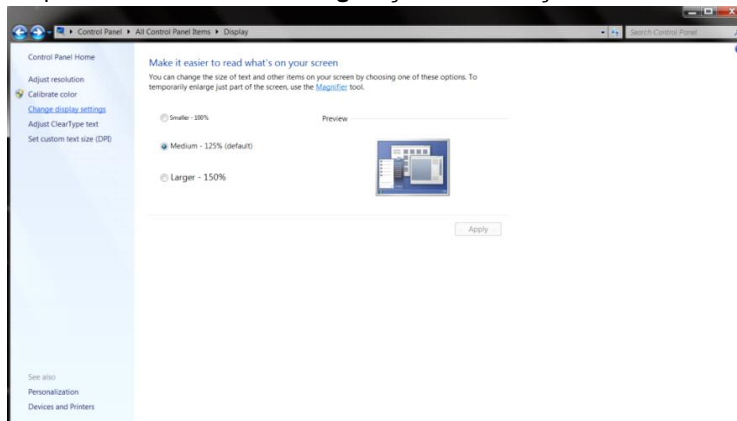 Control Panel ▸ All Control Panel Items ▸ Display
Search Control Panel
Control Panel Home
Adjust resolution
Calibrate color
Change display settings
Adjust ClearType text
Set custom text size (DPI)
See also
Personalization
Devices and Printers
Make it easier to read what's on your screen
You can change the size of text and other items on your screen by choosing one of these options. To
temporarily enlarge just part of the screen, use the Magnifier tool.
Smaller - 100%
Preview
Medium - 125% (default)
Larger - 150%
Apply